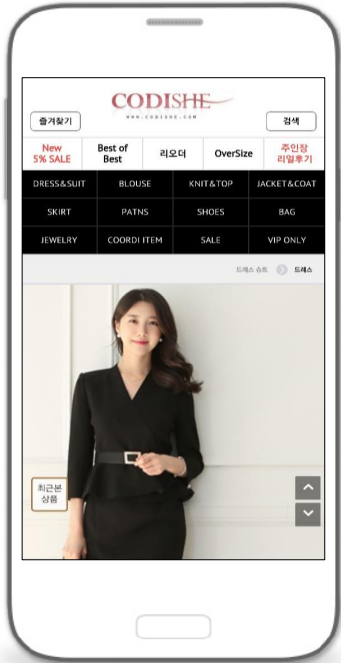 CODISHE
WWW.CODISHE.COM
즐겨찾기
검색
New
5% SALE
Best of
Best
리오더
OverSize
주인장
리얼후기
DRESS&SUIT
BLOUSE
KNIT&TOP
JACKET&COAT
SKIRT
PATNS
SHOES
BAG
JEWELRY
COORDI ITEM
SALE
VIP ONLY
드레스 슈트
드레스
최근본
상품